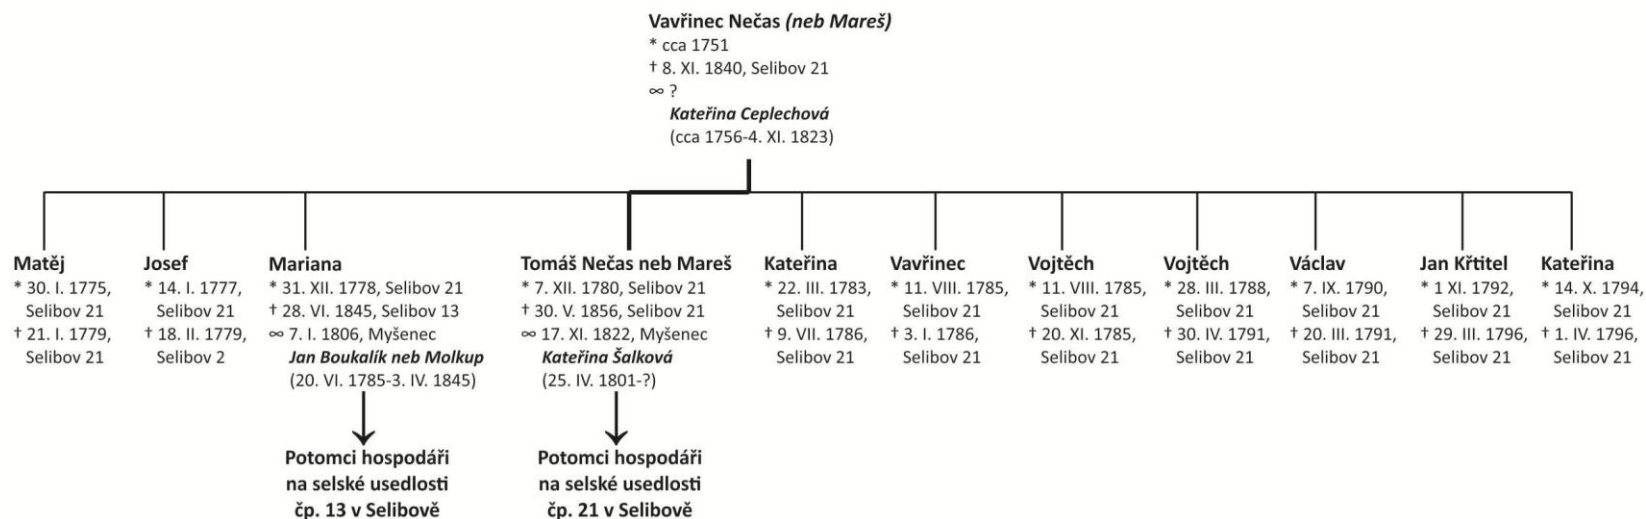 Vavřinec Nečas (neb Mareš)
* cca 1751
† 8. XI. 1840, Selibov 21
∞ ?
Kateřina Ceplechová
(cca 1756-4. XI. 1823)
Matěj
* 30. I. 1775,
Selibov 21
† 21. I. 1779,
Selibov 21
Josef
* 14. I. 1777,
Selibov 21
† 18. II. 1779,
Selibov 2
Mariana
* 31. XII. 1778, Selibov 21
† 28. VI. 1845, Selibov 13
∞ 7. I. 1806, Myšenec
Jan Boukalík neb Molkup
(20. VI. 1785-3. IV. 1845)
Potomci hospodáři
na selské usedlosti
čp. 13 v Selibově
Tomáš Nečas neb Mareš
* 7. XII. 1780, Selibov 21
† 30. V. 1856, Selibov 21
∞ 17. XI. 1822, Myšenec
Kateřina Šalková
(25. IV. 1801-?)
Potomci hospodáři
na selské usedlosti
čp. 21 v Selibově
Kateřina
* 22. III. 1783,
Selibov 21
† 9. VII. 1786,
Selibov 21
Vavřinec
* 11. VIII. 1785,
Selibov 21
† 3. I. 1786,
Selibov 21
Vojtěch
* 11. VIII. 1785,
Selibov 21
† 20. XI. 1785,
Selibov 21
Vojtěch
* 28. III. 1788,
Selibov 21
† 30. IV. 1791,
Selibov 21
Václav
* 7. IX. 1790,
Selibov 21
† 20. III. 1791,
Selibov 21
Jan Křtitel
* 1 XI. 1792,
Selibov 21
† 29. III. 1796,
Selibov 21
Kateřina
* 14. X. 1794,
Selibov 21
† 1. IV. 1796,
Selibov 21